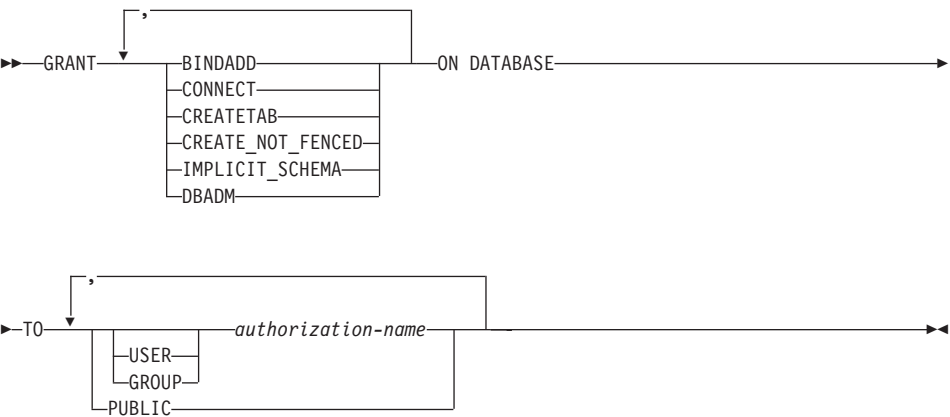 ,
GRANT BINDADD ON DATABASE
CONNECT
CREATETAB
CREATE_NOT_FENCED
IMPLICIT_SCHEMA
DBADM
,
TO authorization-name
USER
GROUP
PUBLIC